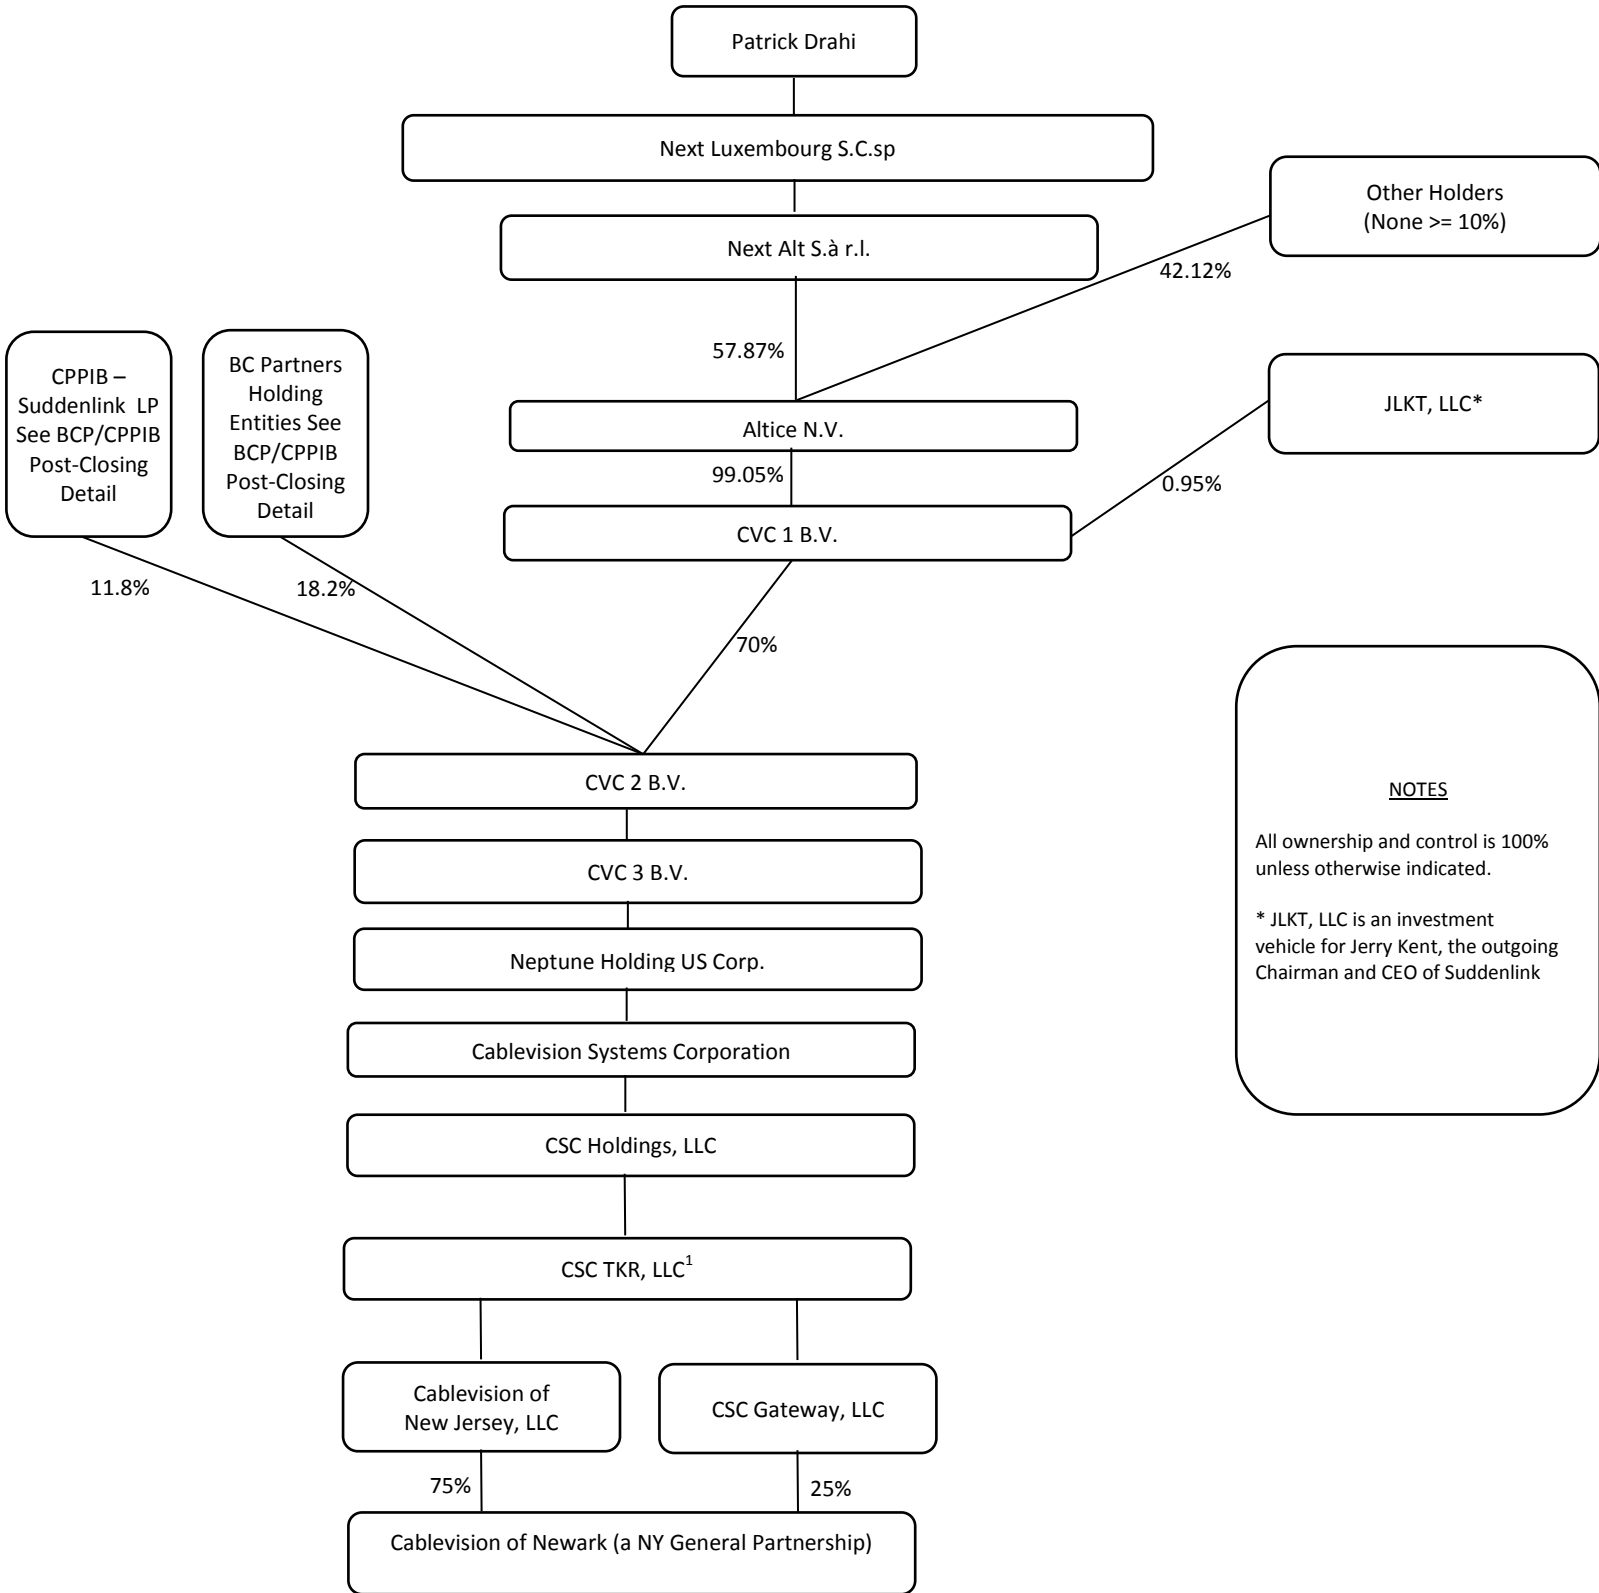 Patrick Drahi
Next Luxembourg S.C.sp
Other Holders
(None >= 10%)
Next Alt S.à r.l.
42.12%
57.87%
CPPIB –
Suddenlink LP
See BCP/CPPIB
Post-Closing
Detail
BC Partners
Holding
Entities See
BCP/CPPIB
Post-Closing
Detail
JLKT, LLC*
Altice N.V.
99.05%
0.95%
CVC 1 B.V.
11.8%
18.2%
70%
CVC 2 B.V.
CVC 3 B.V.
Neptune Holding US Corp.
Cablevision Systems Corporation
CSC Holdings, LLC
CSC TKR, LLC¹
Cablevision of
New Jersey, LLC
CSC Gateway, LLC
75%
25%
Cablevision of Newark (a NY General Partnership)
NOTES
All ownership and control is 100%
unless otherwise indicated.
* JLKT, LLC is an investment
vehicle for Jerry Kent, the outgoing
Chairman and CEO of Suddenlink